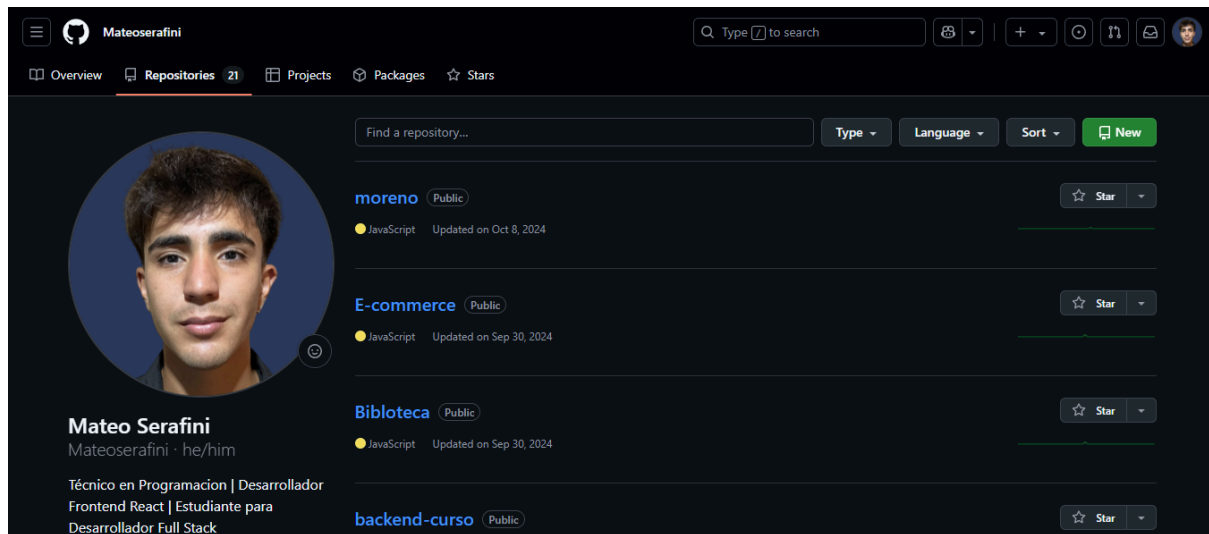 Mateoserafini
Type / to search
Overview Repositories 21 Projects Packages Stars
Find a repository...
Type Language Sort New
moreno Public
Star
JavaScript Updated on Oct 8, 2024
E-commerce Public
Star
JavaScript Updated on Sep 30, 2024
Bibloteca Public
Star
JavaScript Updated on Sep 30, 2024
backend-curso Public
Star
Mateo Serafini
Mateoserafini · he/him
Técnico en Programacion | Desarrollador
Frontend React | Estudiante para
Desarrollador Full Stack